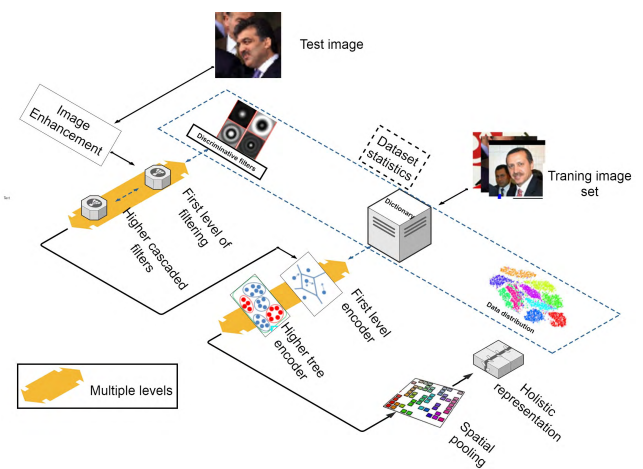 Test image
Image
Enhancement
Discriminative filters
Dataset
statistics
Traning image
set
Dictionary
First level of
filtering
Higher cascaded
filters
First level
encoder
Higher tree
encoder
Data distribution
Multiple levels
Holistic
representation
Spatial
pooling